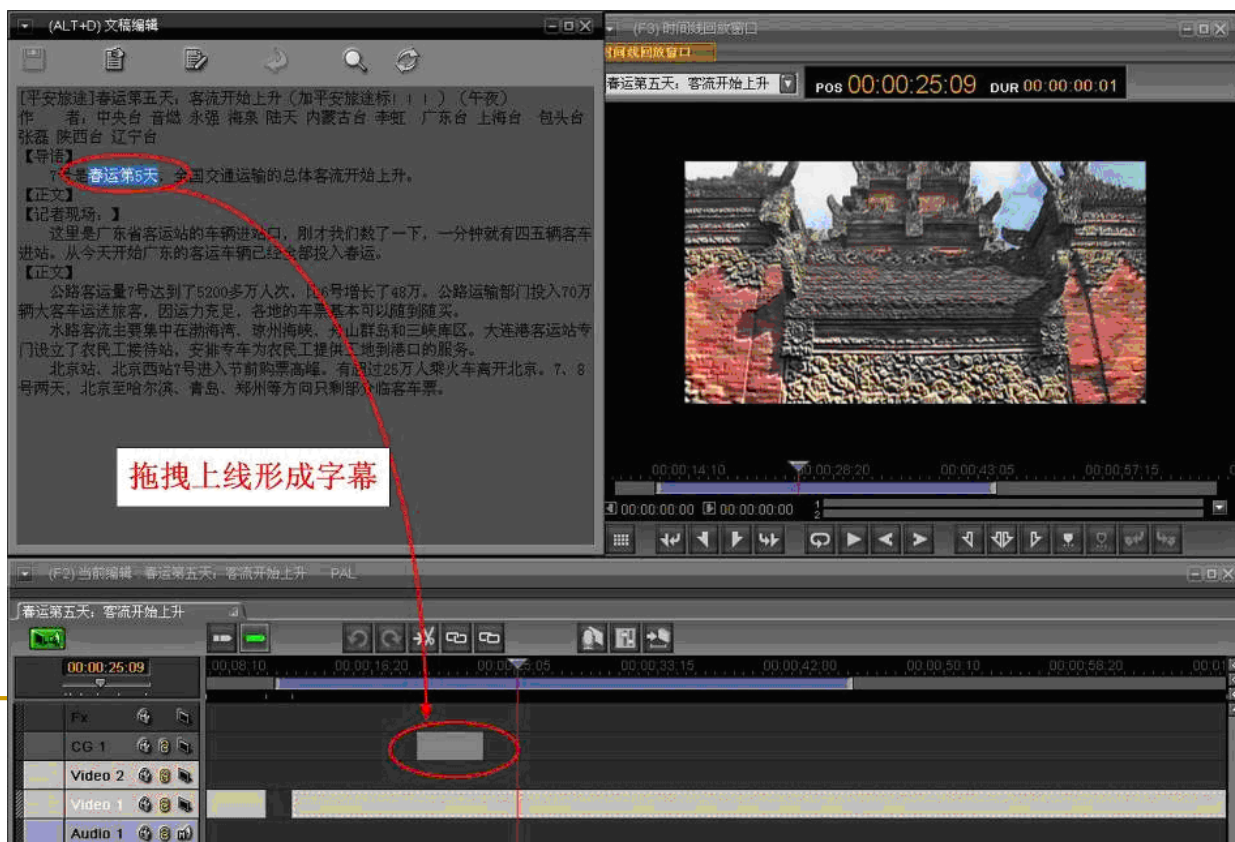 (ALT+D) 文稿编辑
[平安旅途]春运第五天，客流开始上升（加平安旅途标！！！）（午夜）
作　　者：中央台 音燃 永强 海泉 陆天 内蒙古台 李虹　广东台 上海台　包头台
张磊 陕西台 辽宁台
【导语】
7号是春运第5天，全国交通运输的总体客流开始上升。
【正文】
【记者现场：】
这里是广东省客运站的车辆进站口，刚才我们数了一下，一分钟就有四五辆客车
进站。从今天开始广东的客运车辆已经全部投入春运。
【正文】
公路客运量7号达到了5200多万人次，比6号增长了48万。公路运输部门投入70万
辆大客车运送旅客，因运力充足，各地的车票基本可以随到随买。
水路客流主要集中在渤海湾、琼州海峡、舟山群岛和三峡库区。大连港客运站专
门设立了农民工接待站，安排专车为农民工提供工地到港口的服务。
北京站、北京西站7号进入节前购票高峰。有超过25万人乘火车离开北京。7、8
号两天，北京至哈尔滨、青岛、郑州等方向只剩部分临客车票。
拖拽上线形成字幕
(F3) 时间线回放窗口
时间线回放窗口
春运第五天，客流开始上升
POS 00:00:25:09 DUR 00:00:00:01
00:00:14:10 00:00:28:20 00:00:43:05 00:00:57:15
00:00:00:00 00:00:00:00
1
2
(F2) 当前编辑：春运第五天，客流开始上升 PAL
春运第五天，客流开始上升
00:00:25:09
00:08:10 00:00:16:20 00:00:33:15 00:00:42:00 00:00:50:10 00:00:58:20
Fx
CG 1
Video 2
Video 1
Audio 1